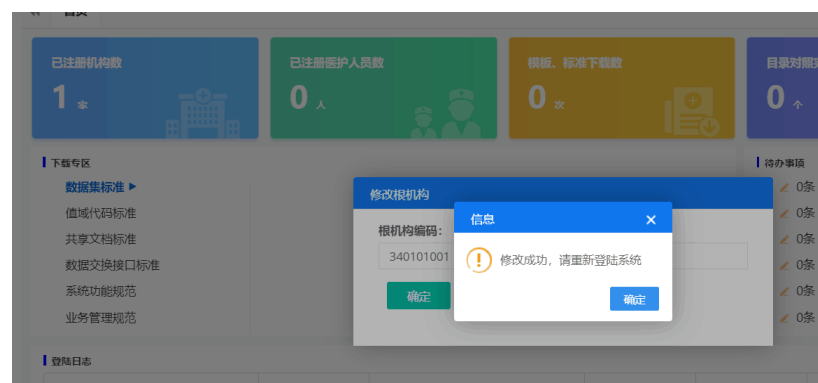 首页
已注册机构数
1 家
已注册医护人员数
0 人
模板、标准下载数
0 次
目录对照
0 个
下载专区
数据集标准
值域代码标准
共享文档标准
数据交换接口标准
系统功能规范
业务管理规范
修改根机构
根机构编码：
340101001
确定
信息
修改成功，请重新登陆系统
确定
待办事项
0条
0条
0条
0条
0条
0条
登陆日志